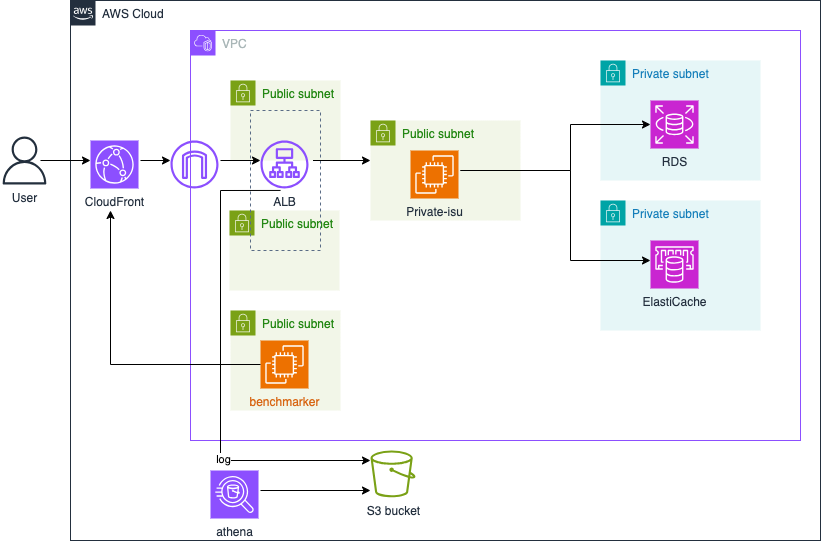 aws
AWS Cloud
VPC
Public subnet
Private subnet
Public subnet
RDS
User
CloudFront
ALB
Private-isu
Public subnet
Private subnet
ElastiCache
Public subnet
benchmarker
log
S3 bucket
athena